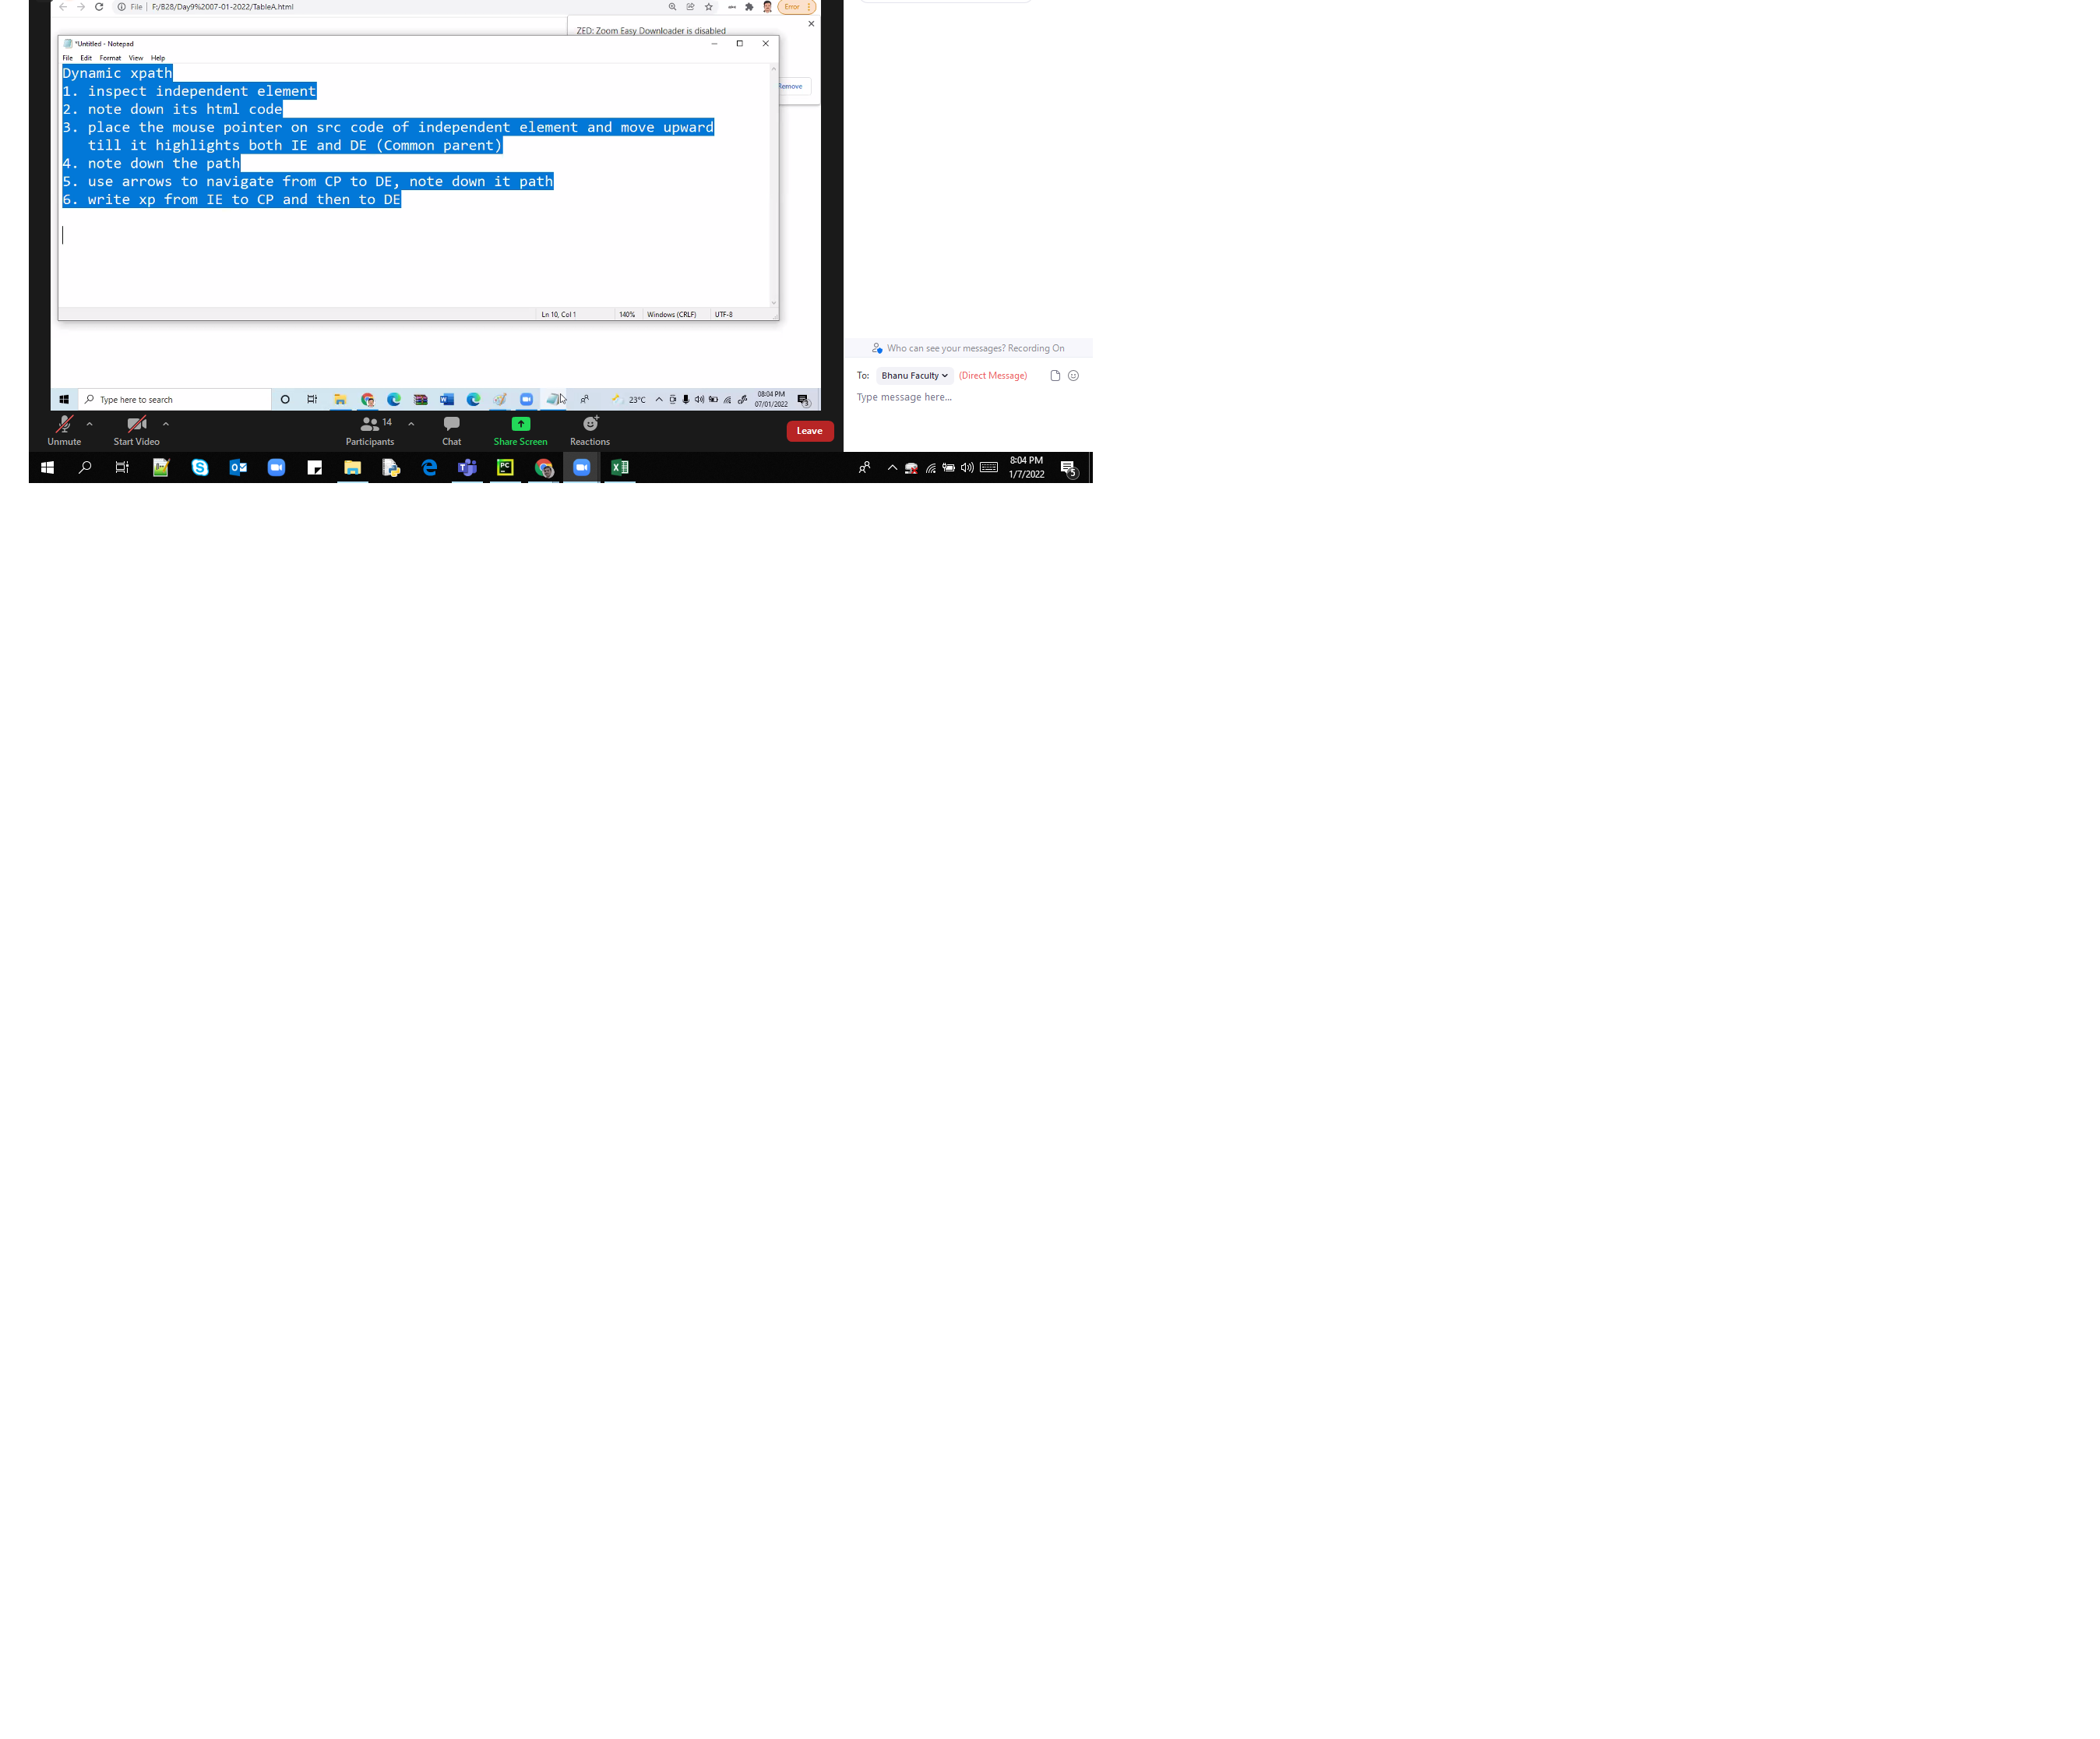 File F:/B28/Day9%2007-01-2022/TableA.html
Error
ZED: Zoom Easy Downloader is disabled
Remove
*Untitled - Notepad
File Edit Format View Help
Dynamic xpath
1. inspect independent element
2. note down its html code
3. place the mouse pointer on src code of independent element and move upward
till it highlights both IE and DE (Common parent)
4. note down the path
5. use arrows to navigate from CP to DE, note down it path
6. write xp from IE to CP and then to DE
Ln 10, Col 1 140% Windows (CRLF) UTF-8
Who can see your messages? Recording On
To: Bhanu Faculty (Direct Message)
Type message here...
Type here to search
23°C
08:04 PM
07/01/2022
3
14
Unmute Start Video Participants Chat Share Screen Reactions
Leave
8:04 PM
1/7/2022
5